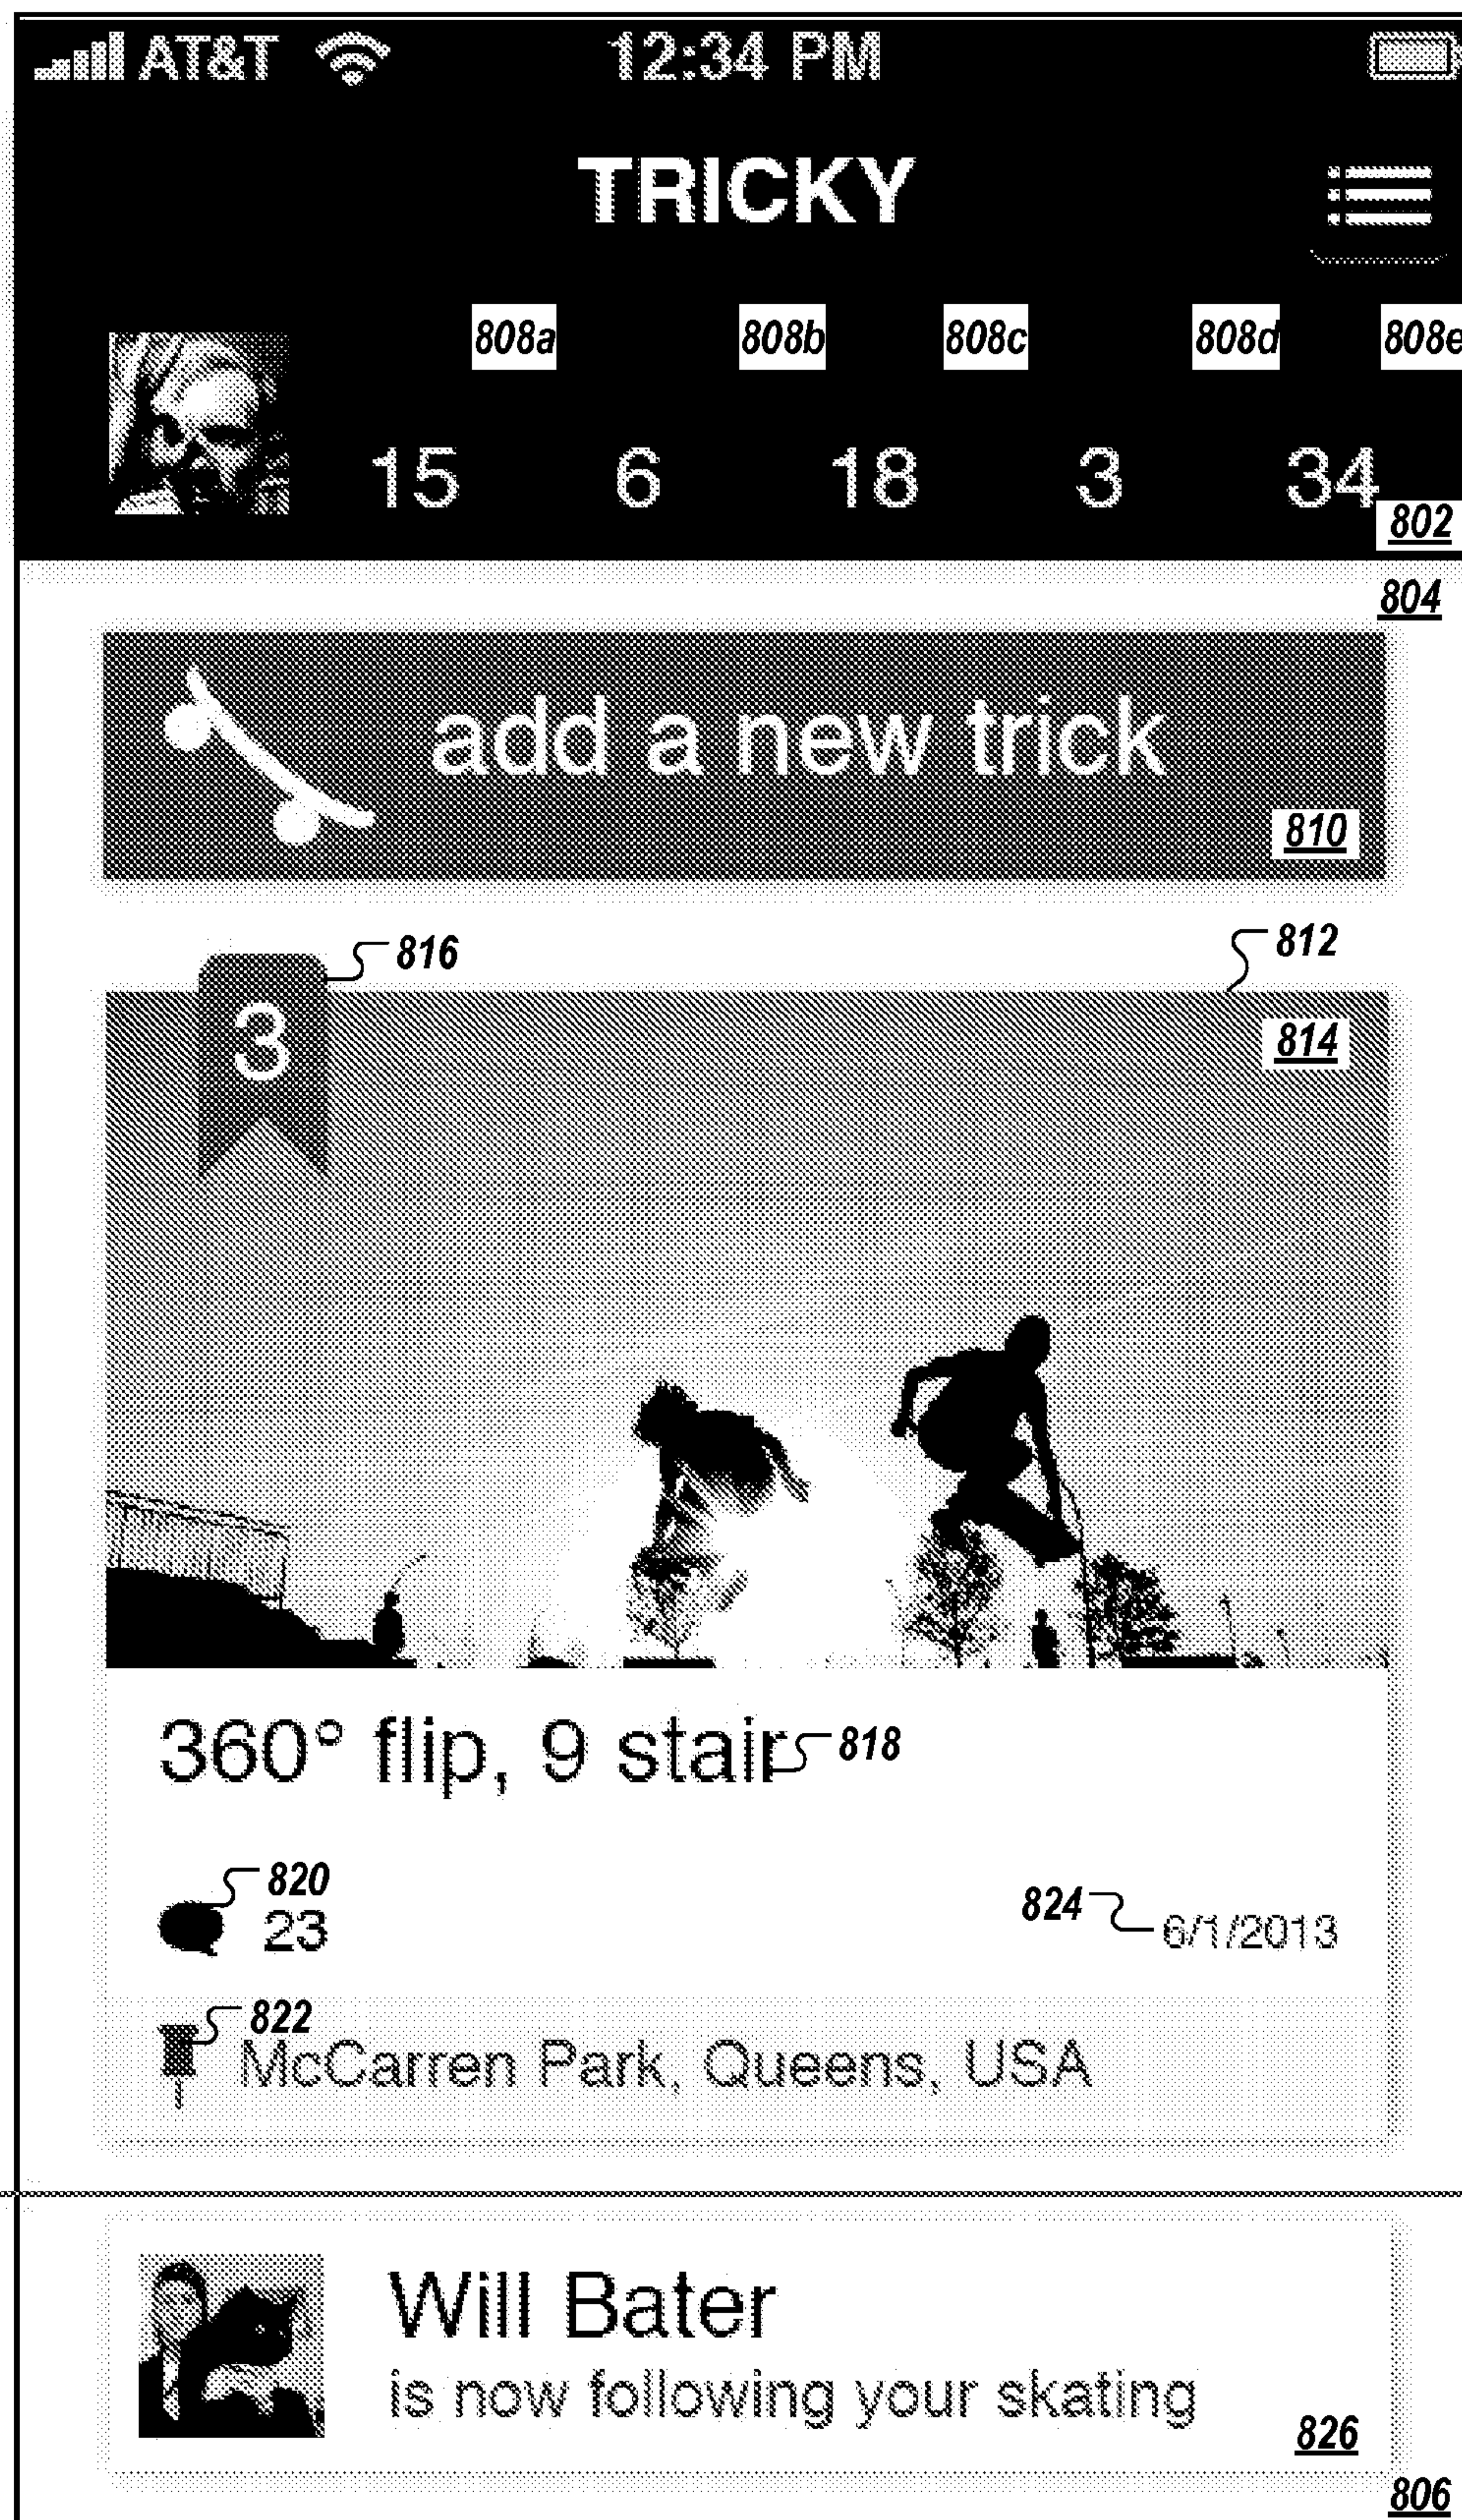 AT&T 12:34 PM
TRICKY
808a 808b 808c 808d 808e
15 6 18 3 34
802
804
add a new trick
810
816 812
3 814
360° flip, 9 stair 818
820
23 824 6/1/2013
822
McCarren Park, Queens, USA
Will Bater
is now following your skating
826
806